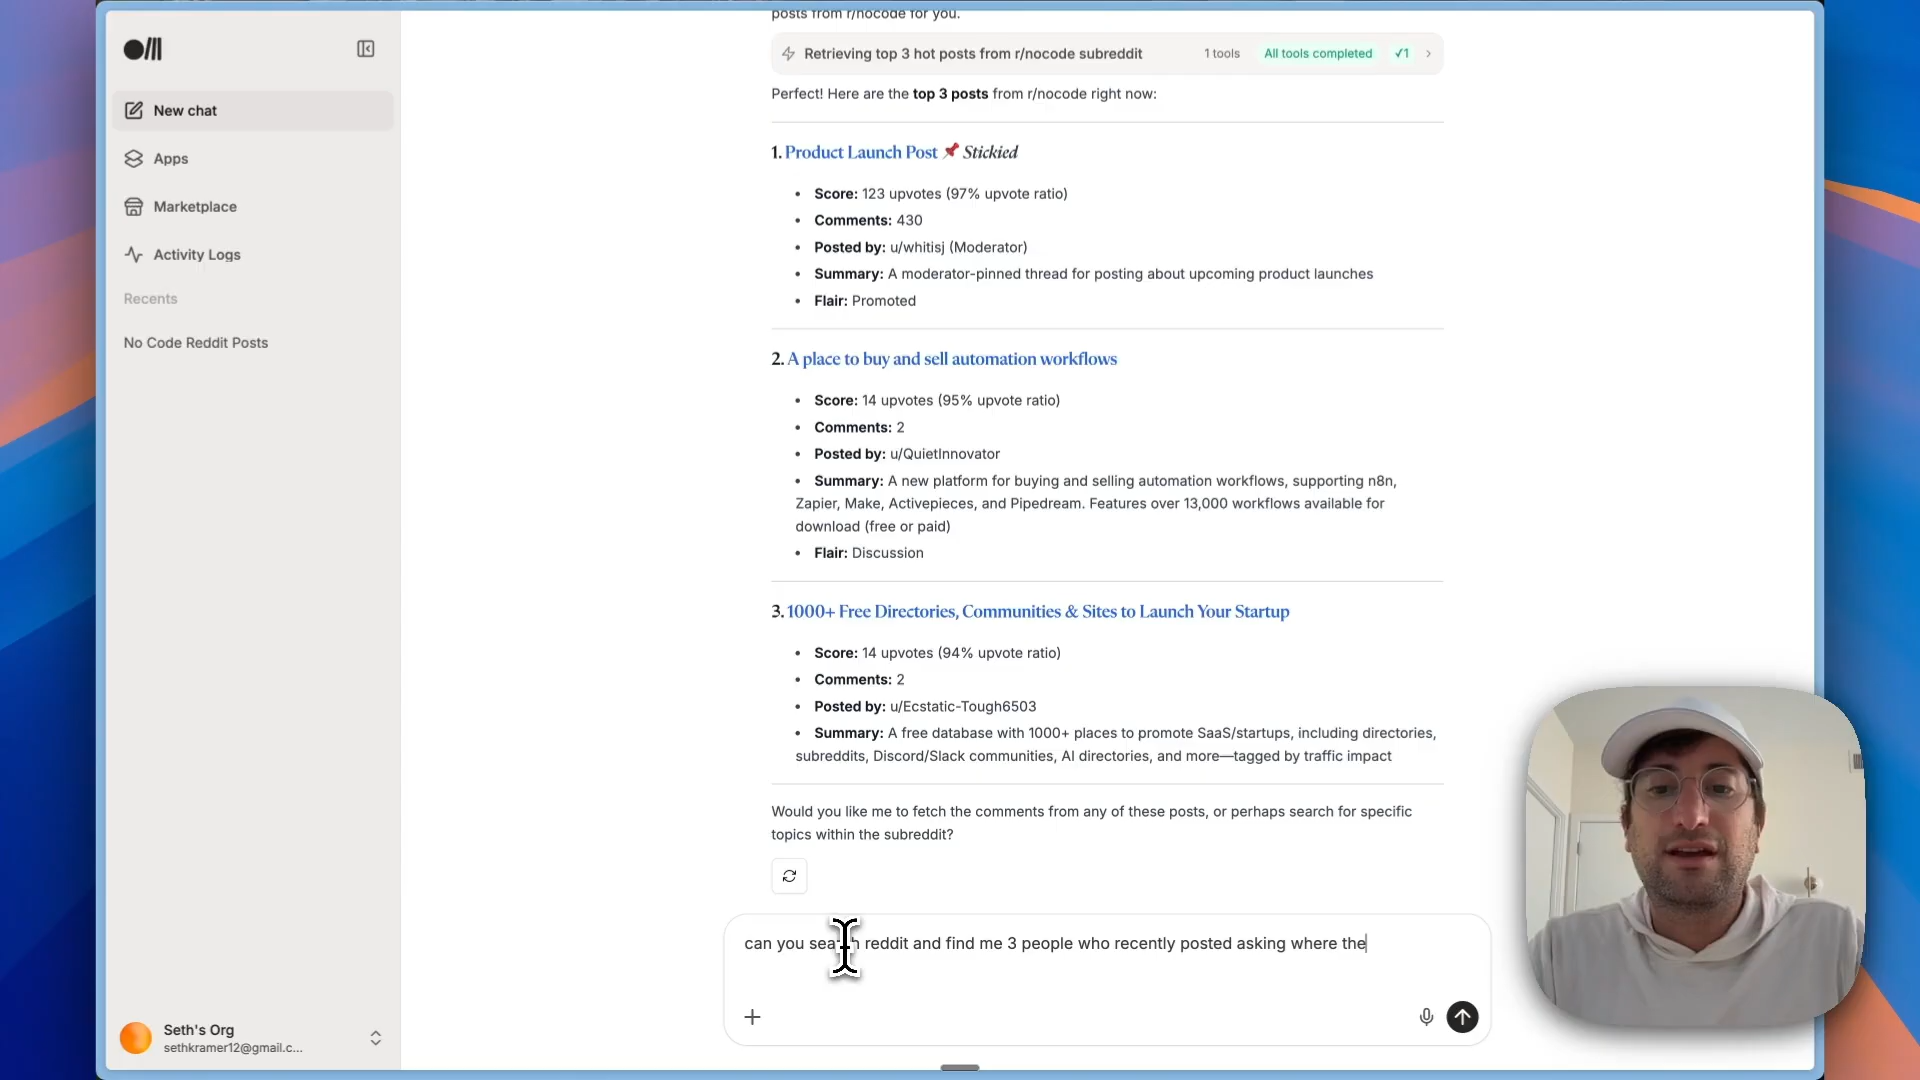 New chat
Apps
Marketplace
Activity Logs
Recents
No Code Reddit Posts
Seth's Org
sethkramer12@gmail.c...
posts from r/nocode for you.
Retrieving top 3 hot posts from r/nocode subreddit 1 tools All tools completed ✓1
Perfect! Here are the top 3 posts from r/nocode right now:
1. Product Launch Post 📌 Stickied
• Score: 123 upvotes (97% upvote ratio)
• Comments: 430
• Posted by: u/whitisj (Moderator)
• Summary: A moderator-pinned thread for posting about upcoming product launches
• Flair: Promoted
2. A place to buy and sell automation workflows
• Score: 14 upvotes (95% upvote ratio)
• Comments: 2
• Posted by: u/QuietInnovator
• Summary: A new platform for buying and selling automation workflows, supporting n8n,
Zapier, Make, Activepieces, and Pipedream. Features over 13,000 workflows available for
download (free or paid)
• Flair: Discussion
3. 1000+ Free Directories, Communities & Sites to Launch Your Startup
• Score: 14 upvotes (94% upvote ratio)
• Comments: 2
• Posted by: u/Ecstatic-Tough6503
• Summary: A free database with 1000+ places to promote SaaS/startups, including directories,
subreddits, Discord/Slack communities, AI directories, and more—tagged by traffic impact
Would you like me to fetch the comments from any of these posts, or perhaps search for specific
topics within the subreddit?
can you search reddit and find me 3 people who recently posted asking where the